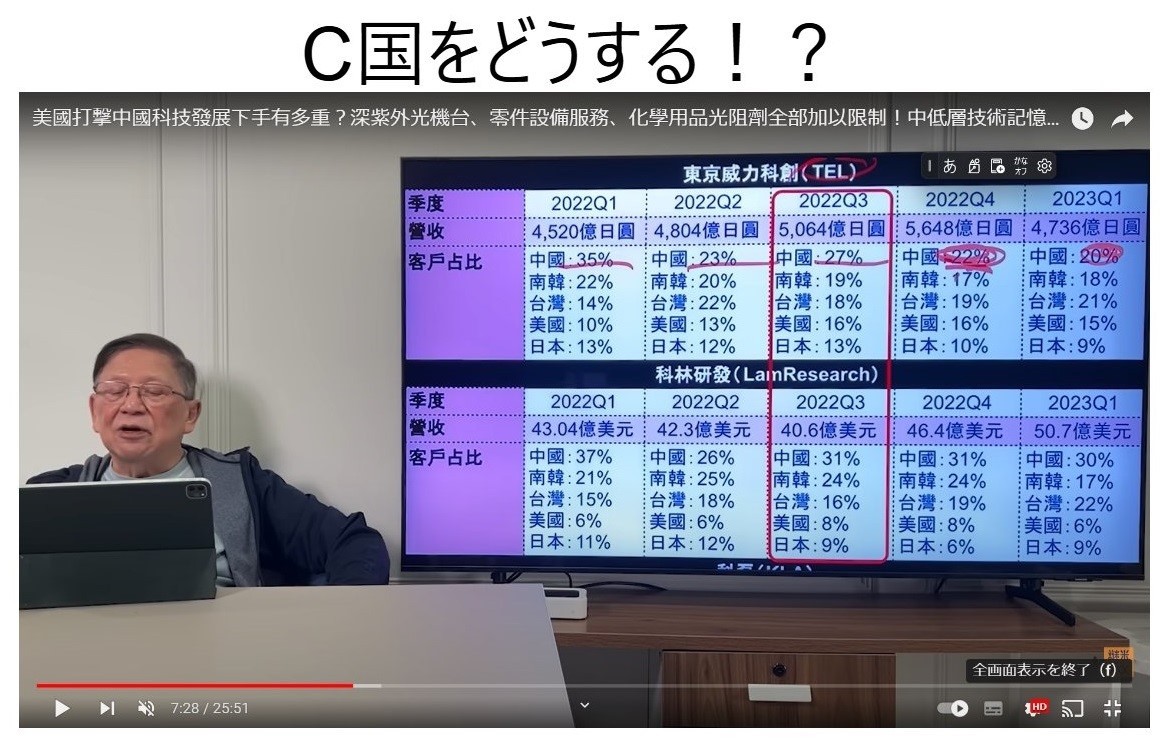 C国をどうする！？
美國打擊中國科技發展下手有多重？深紫外光機台、零件設備服務、化學用品光阻劑全部加以限制！中低層技術記憶...
あ
かな
オフ
東京威力科創（TEL）
季度 2022Q1 2022Q2 2022Q3 2022Q4 2023Q1
營收 4,520億日圓 4,804億日圓 5,064億日圓 5,648億日圓 4,736億日圓
客戶占比 中國：35% 中國：23% 中國：27% 中國：22% 中國：20%
南韓：22% 南韓：20% 南韓：19% 南韓：17% 南韓：18%
台灣：14% 台灣：22% 台灣：18% 台灣：19% 台灣：21%
美國：10% 美國：13% 美國：16% 美國：16% 美國：15%
日本：13% 日本：12% 日本：13% 日本：10% 日本：9%
科林研發（LamResearch）
季度 2022Q1 2022Q2 2022Q3 2022Q4 2023Q1
營收 43.04億美元 42.3億美元 40.6億美元 46.4億美元 50.7億美元
客戶占比 中國：37% 中國：26% 中國：31% 中國：31% 中國：30%
南韓：21% 南韓：25% 南韓：24% 南韓：24% 南韓：17%
台灣：15% 台灣：18% 台灣：16% 台灣：19% 台灣：22%
美國：6% 美國：6% 美國：8% 美國：8% 美國：6%
日本：11% 日本：12% 日本：9% 日本：6% 日本：9%
全画面表示を終了（f）
7:28 / 25:51
HD